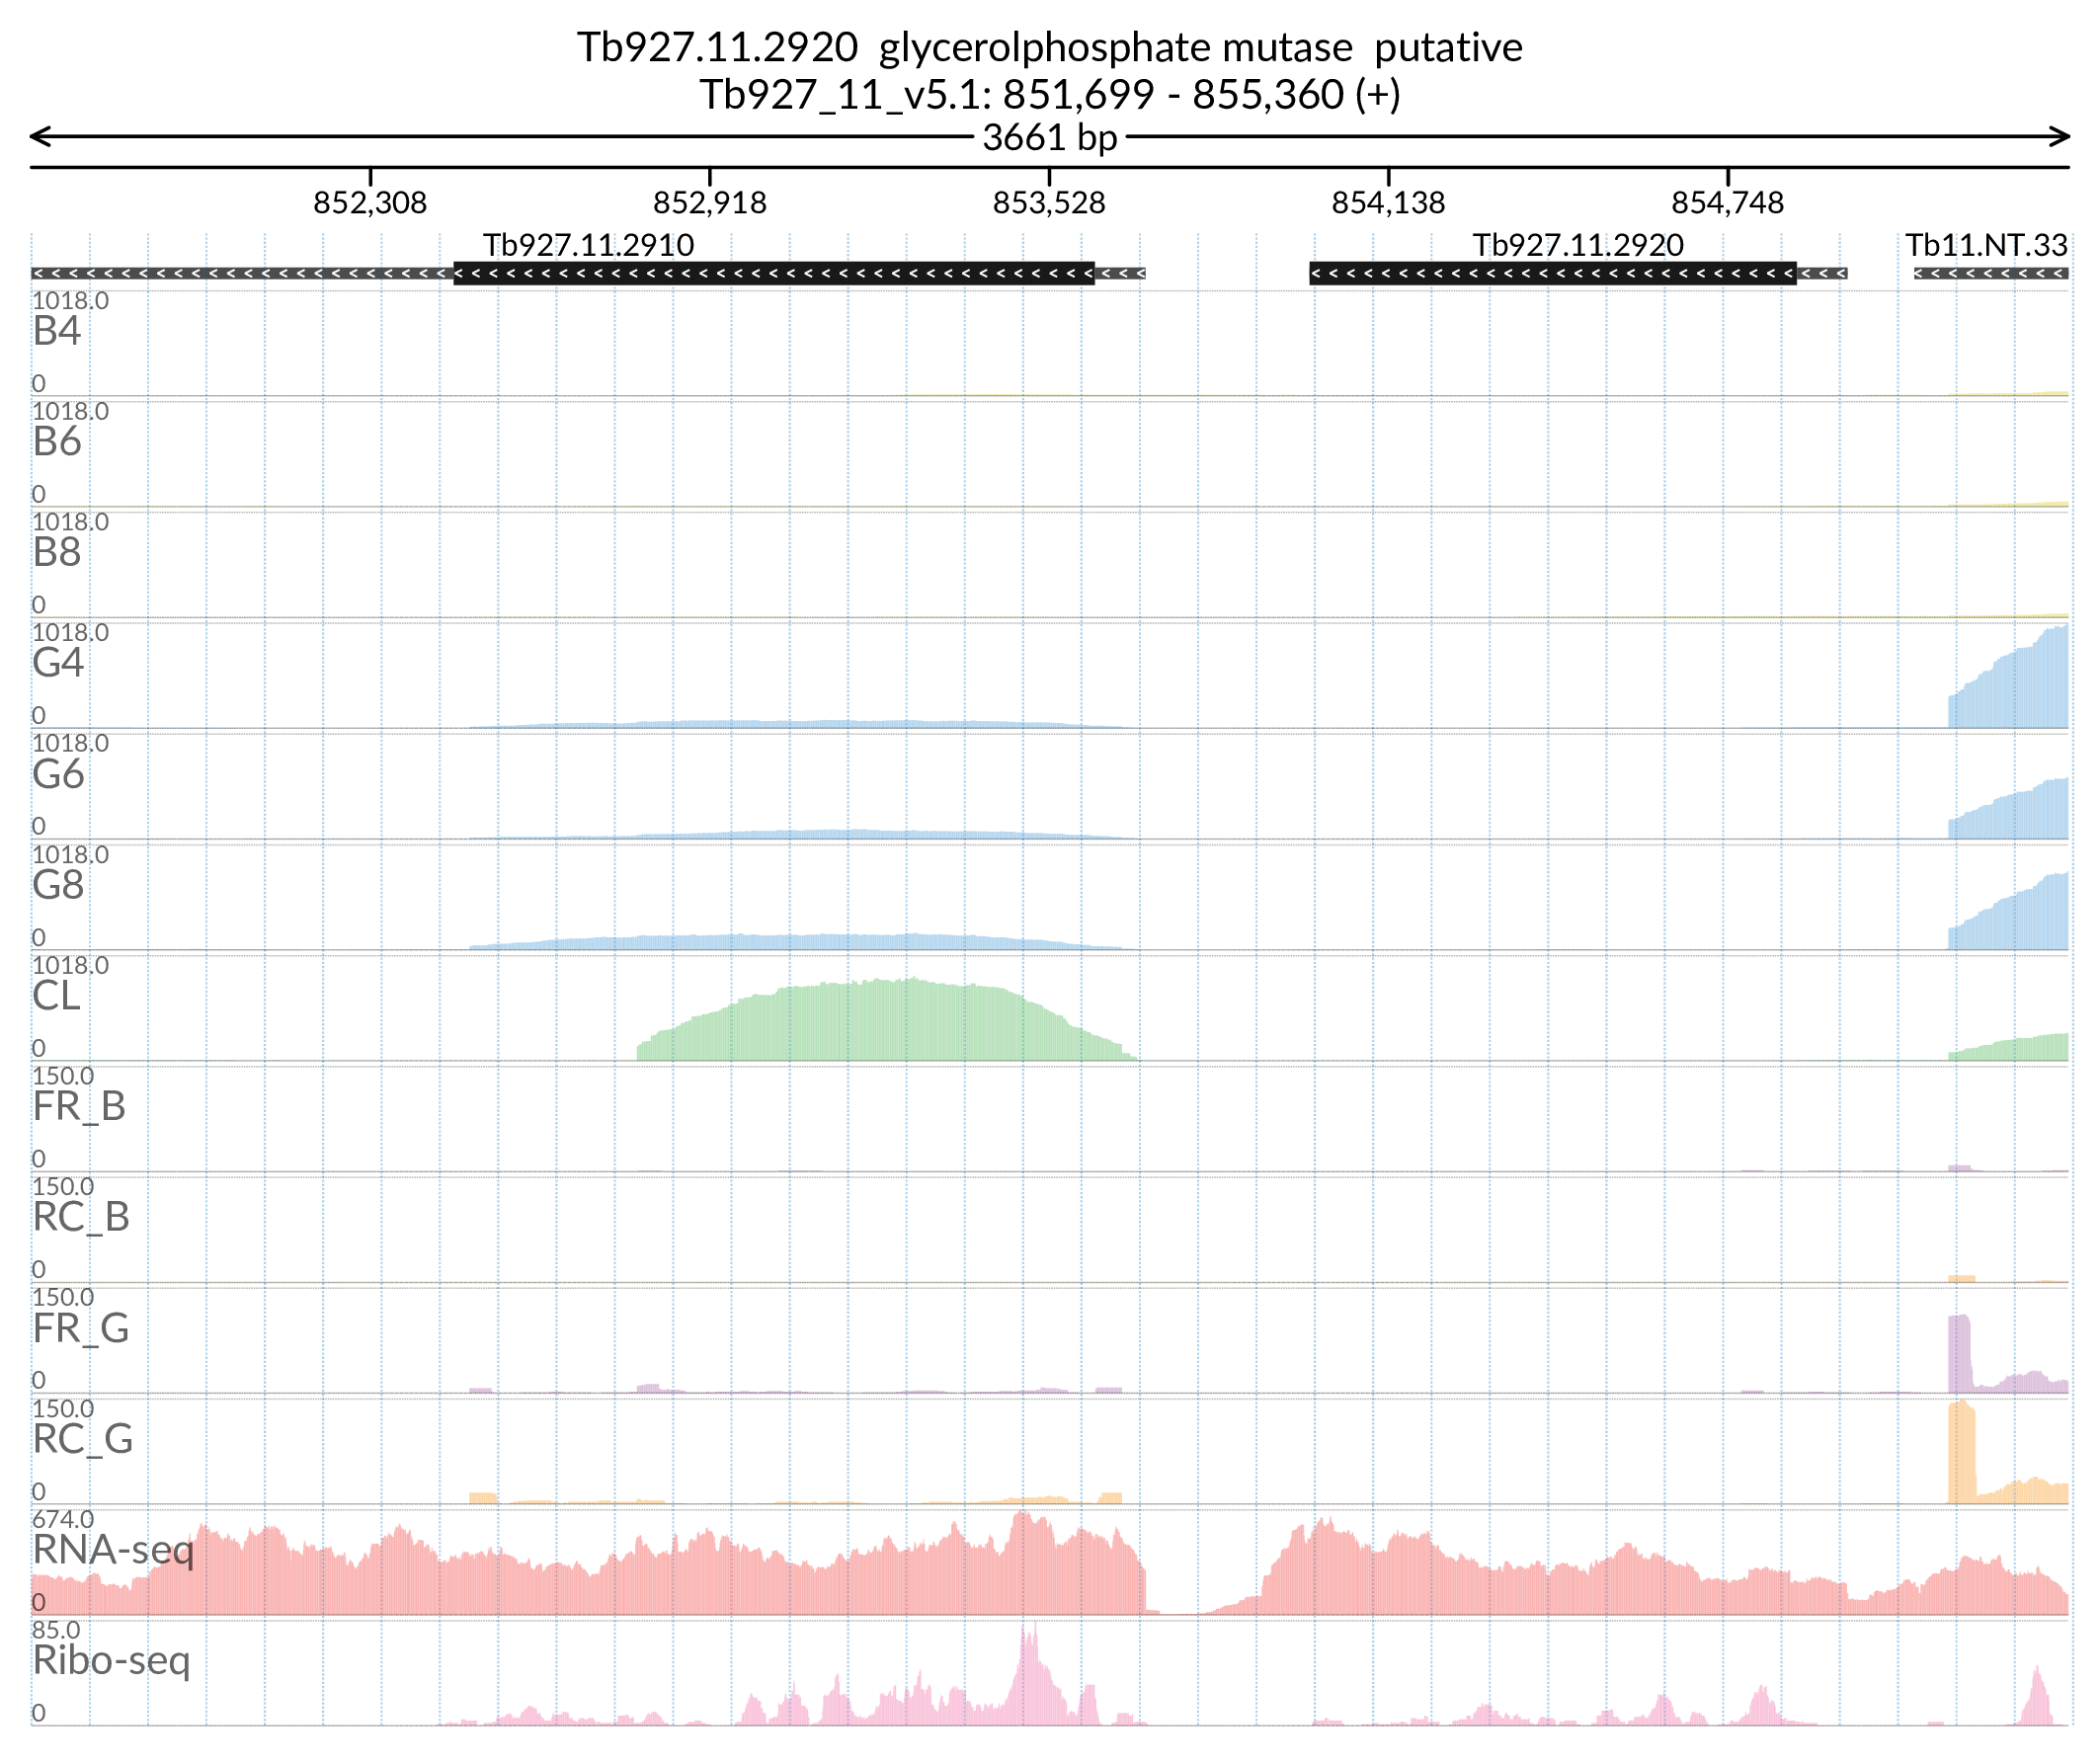 Tb927.11.2920 glycerolphosphate mutase putative
Tb927_11_v5.1: 851,699 - 855,360 (+)
3661 bp
852,308 852,918 853,528 854,138 854,748
Tb927.11.2910 Tb927.11.2920 Tb11.NT.33
1018.0
B4
0
1018.0
B6
0
1018.0
B8
0
1018.0
G4
0
1018.0
G6
0
1018.0
G8
0
1018.0
CL
0
150.0
FR_B
0
150.0
RC_B
0
150.0
FR_G
0
150.0
RC_G
0
674.0
RNA-seq
0
85.0
Ribo-seq
0